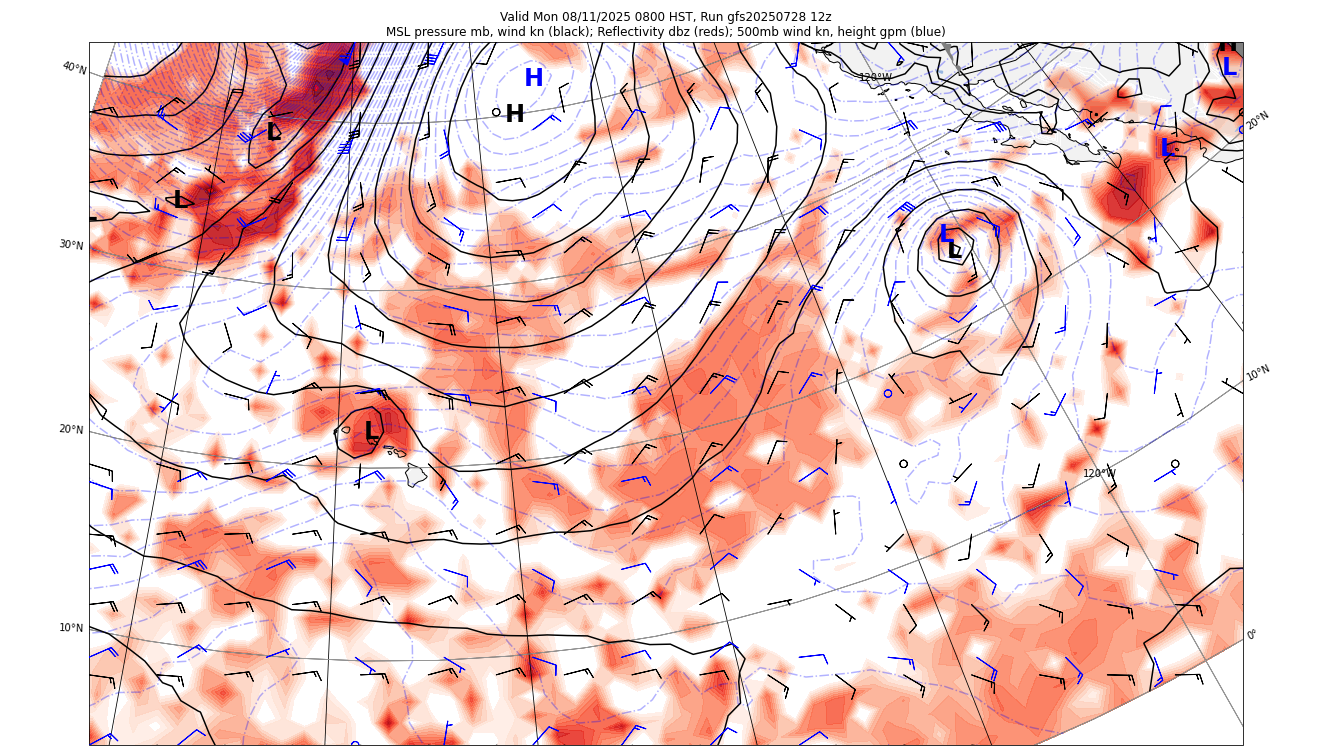 Valid Mon 08/11/2025 0800 HST, Run gfs20250728 12z
MSL pressure mb, wind kn (black); Reflectivity dbz (reds); 500mb wind kn, height gpm (blue)
H
L
40°N
H
120°W
H
20°N
L
L
L
30°N
L
L
10°N
20°N
L
120°W
10°N
0°